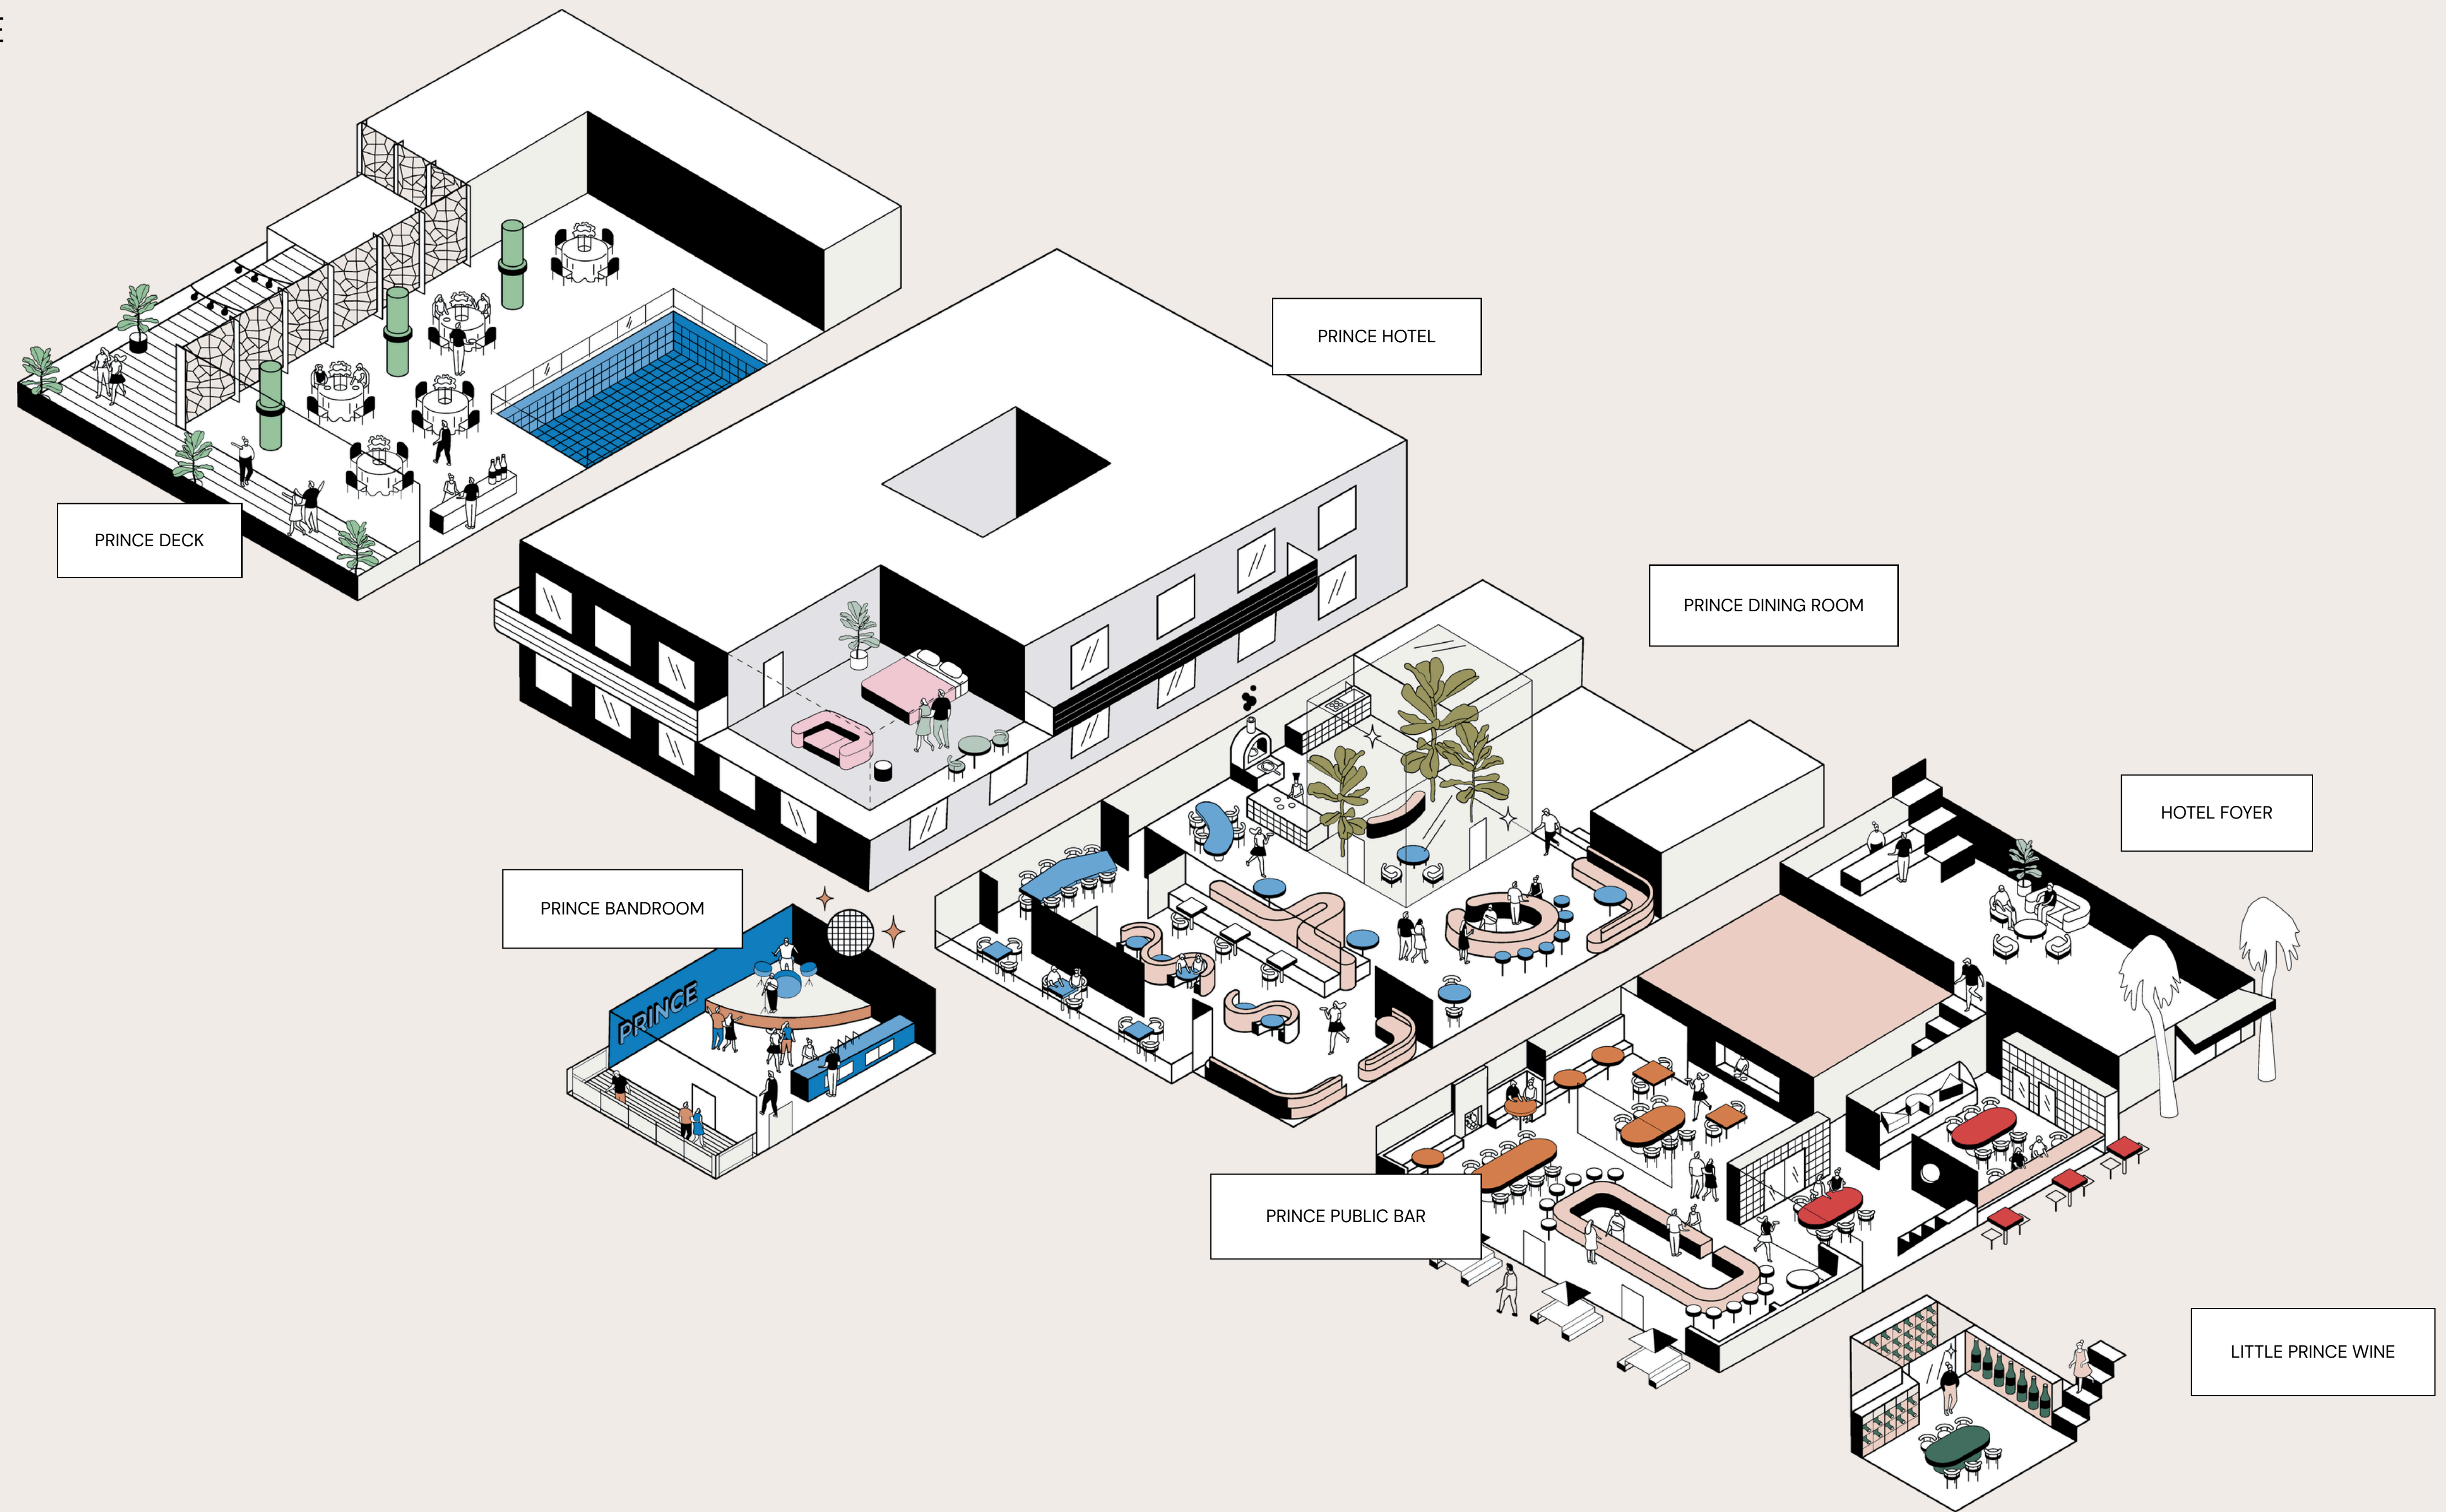 PRINCE HOTEL
PRINCE DECK
PRINCE DINING ROOM
HOTEL FOYER
PRINCE BANDROOM
PRINCE
PRINCE PUBLIC BAR
LITTLE PRINCE WINE